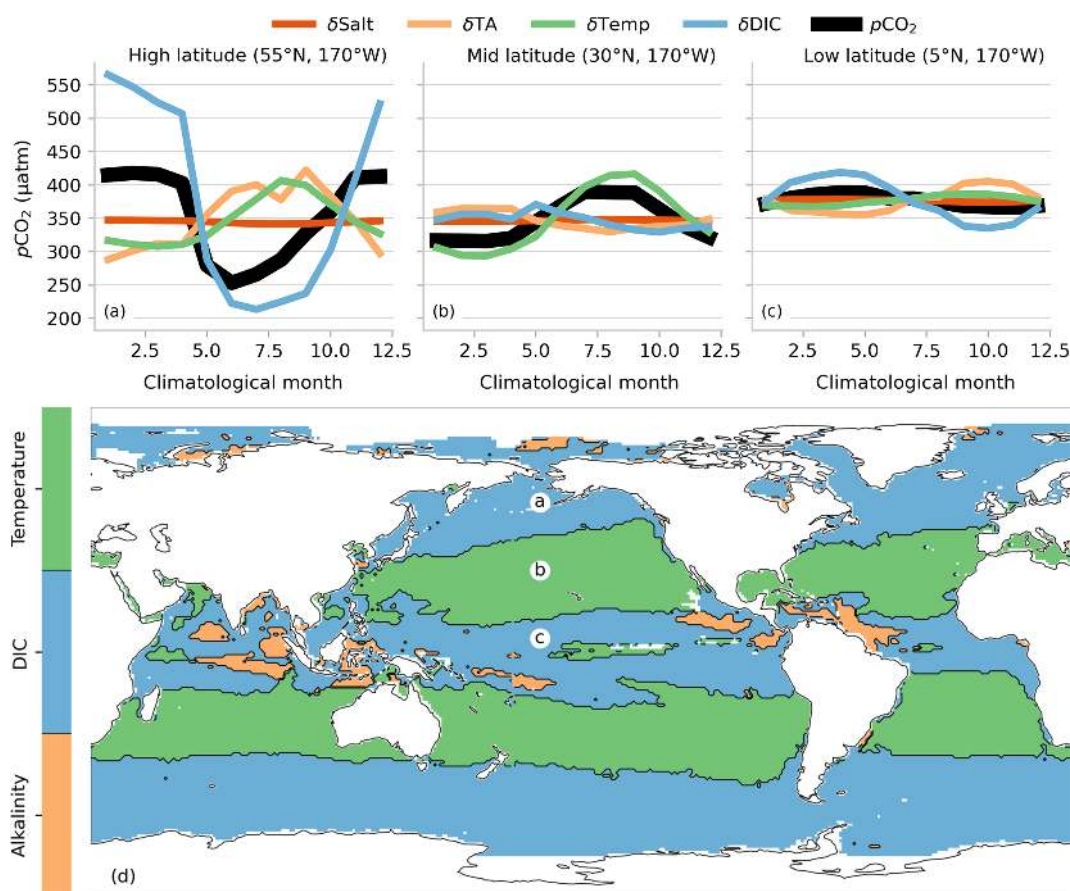 δSalt δTA δTemp δDIC pCO₂
High latitude (55°N, 170°W) Mid latitude (30°N, 170°W) Low latitude (5°N, 170°W)
550
500
450
400
350
300
250
200
pCO₂ (µatm)
(a) (b) (c)
2.5 5.0 7.5 10.0 12.5 2.5 5.0 7.5 10.0 12.5 2.5 5.0 7.5 10.0 12.5
Climatological month Climatological month Climatological month
Temperature
DIC
Alkalinity
a
b
c
(d)